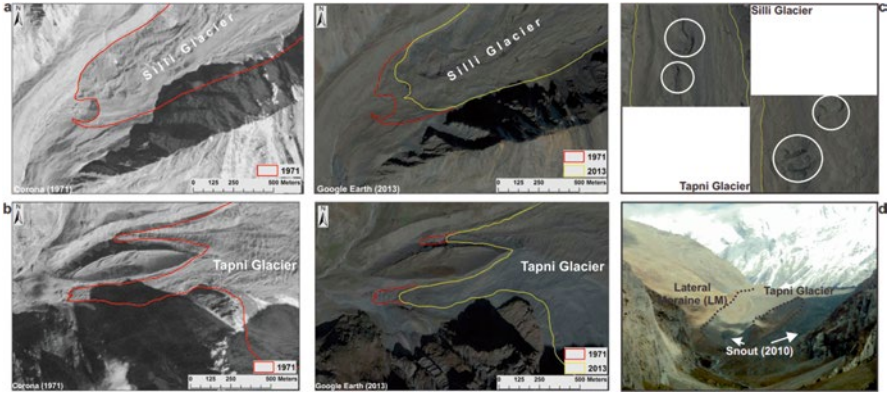 a
N
Silli Glacier
1971
0 125 250 500
Meters
Corona (1971)
N
Silli Glacier
1971
2013
0 125 250 500
Meters
Google Earth (2013)
c
Silli Glacier
Tapni Glacier
b
N
Tapni Glacier
1971
0 125 250 500
Meters
Corona (1971)
N
Tapni Glacier
1971
2013
0 125 250 500
Meters
Google Earth (2013)
d
Lateral
Moraine (LM)
Tapni Glacier
Snout (2010)